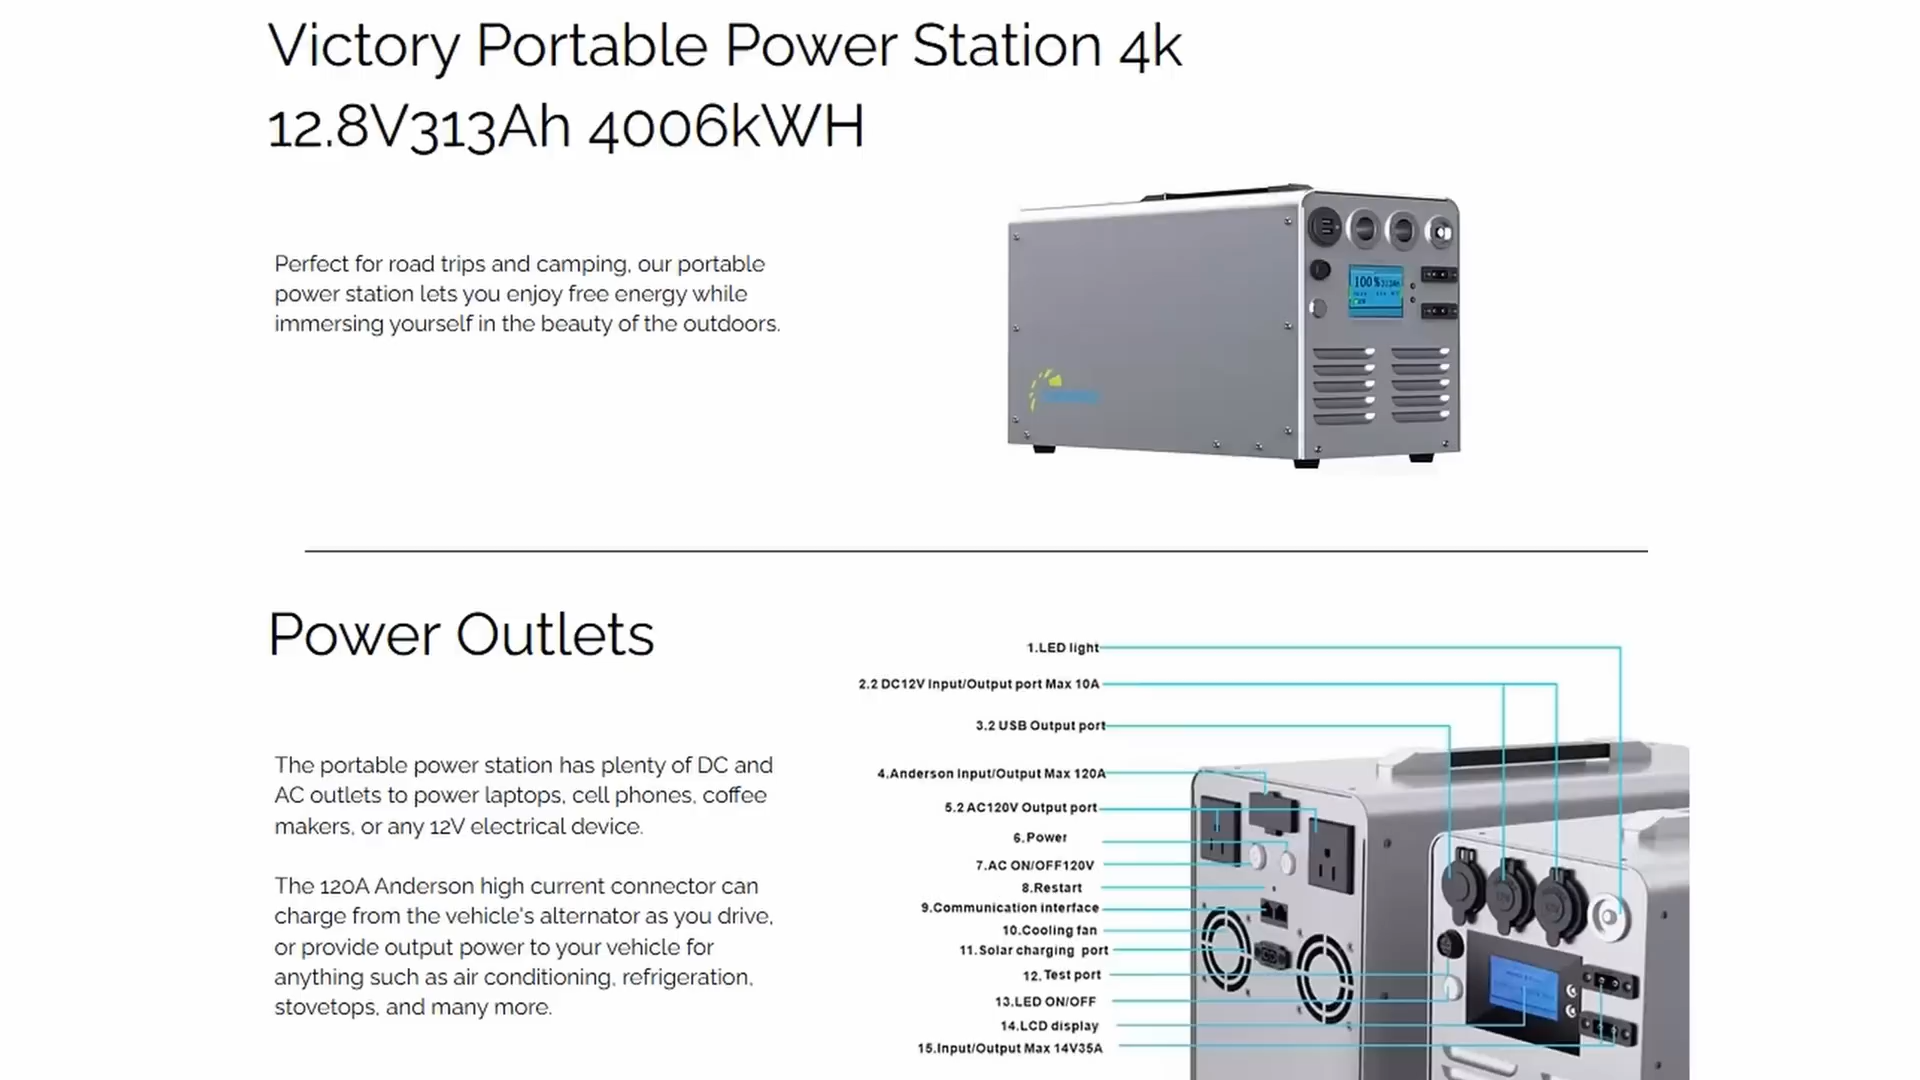 Victory Portable Power Station 4k
12.8V313Ah 4006kWH
Perfect for road trips and camping, our portable
power station lets you enjoy free energy while
immersing yourself in the beauty of the outdoors.
100%
Power Outlets
The portable power station has plenty of DC and
AC outlets to power laptops, cell phones, coffee
makers, or any 12V electrical device.
The 120A Anderson high current connector can
charge from the vehicle's alternator as you drive,
or provide output power to your vehicle for
anything such as air conditioning, refrigeration,
stovetops, and many more.
1.LED light
2.2 DC12V Input/Output port Max 10A
3.2 USB Output port
4.Anderson Input/Output Max 120A
5.2 AC120V Output port
6.Power
7.AC ON/OFF120V
8.Restart
9.Communication interface
10.Cooling fan
11.Solar charging port
12.Test port
13.LED ON/OFF
14.LCD display
15.Input/Output Max 14V35A